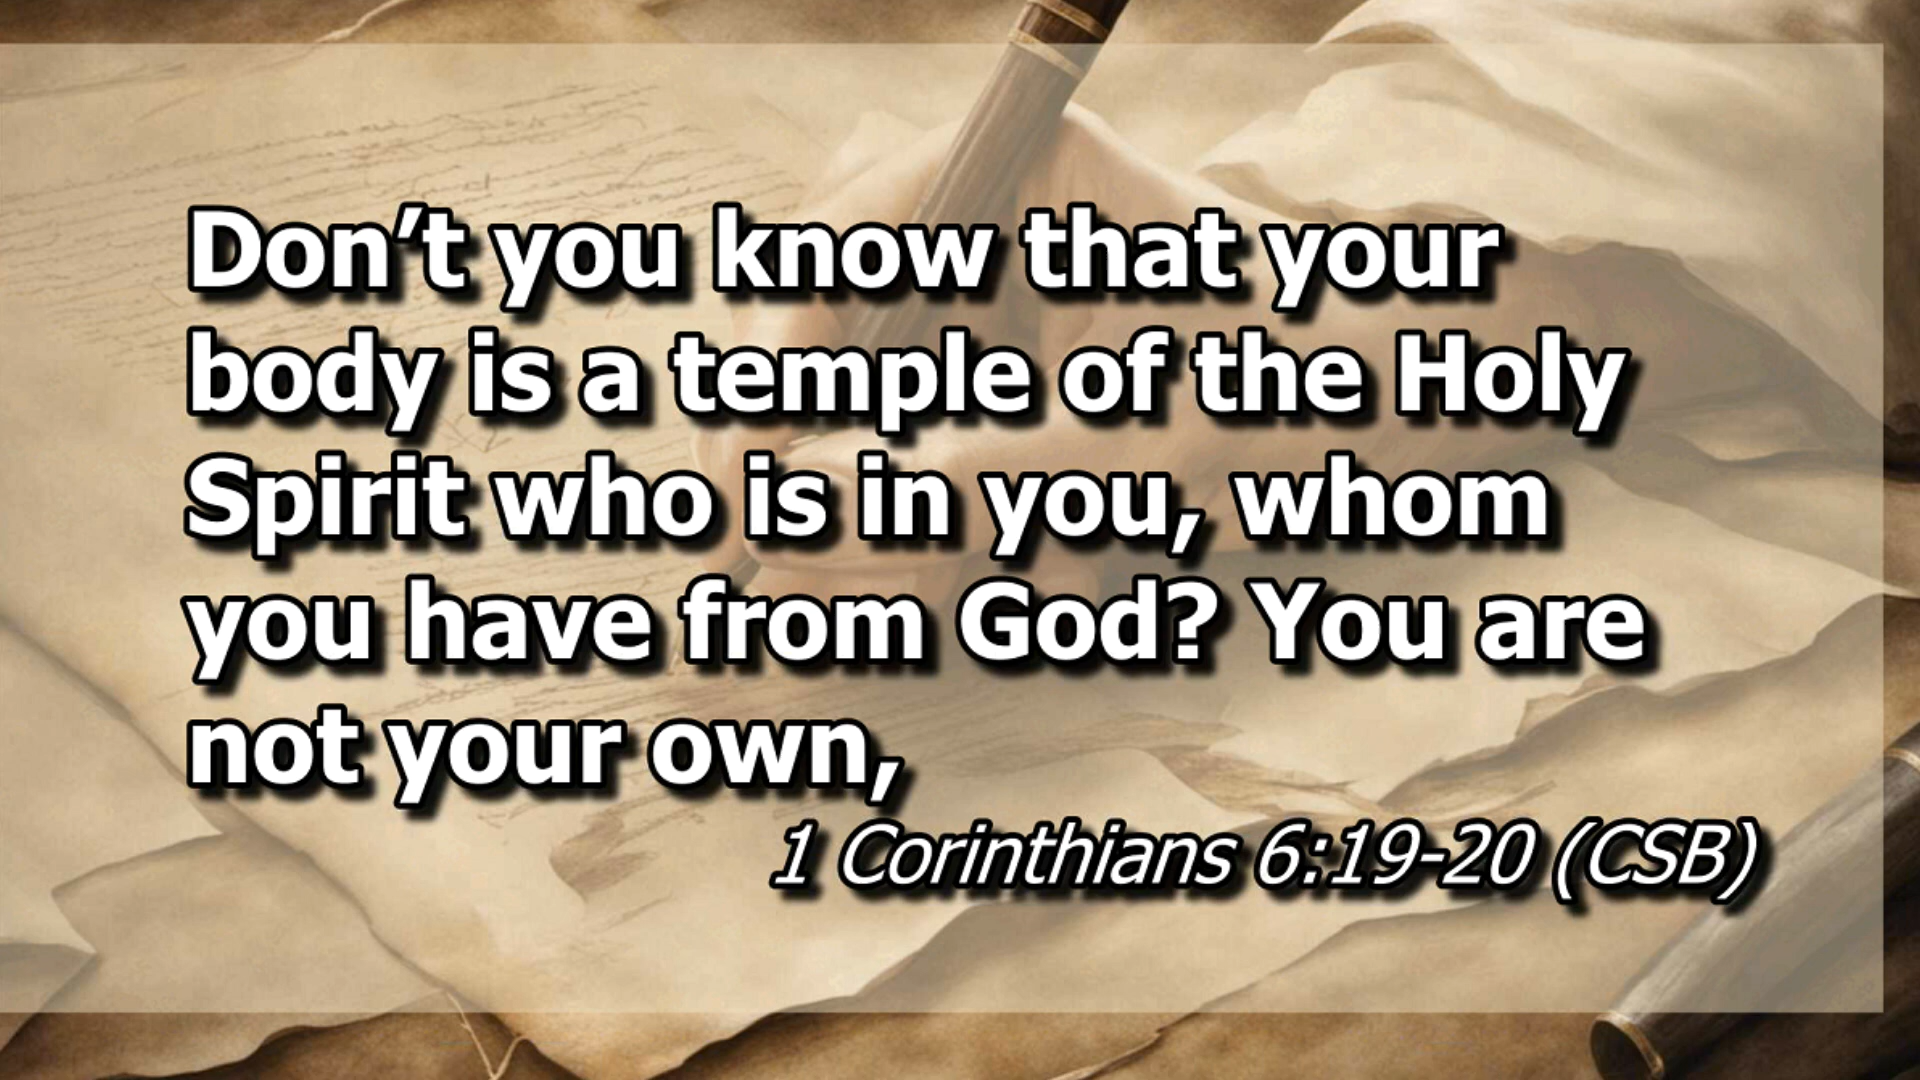 Don’t you know that your
body is a temple of the Holy
Spirit who is in you, whom
you have from God? You are
not your own,
1 Corinthians 6:19-20 (CSB)